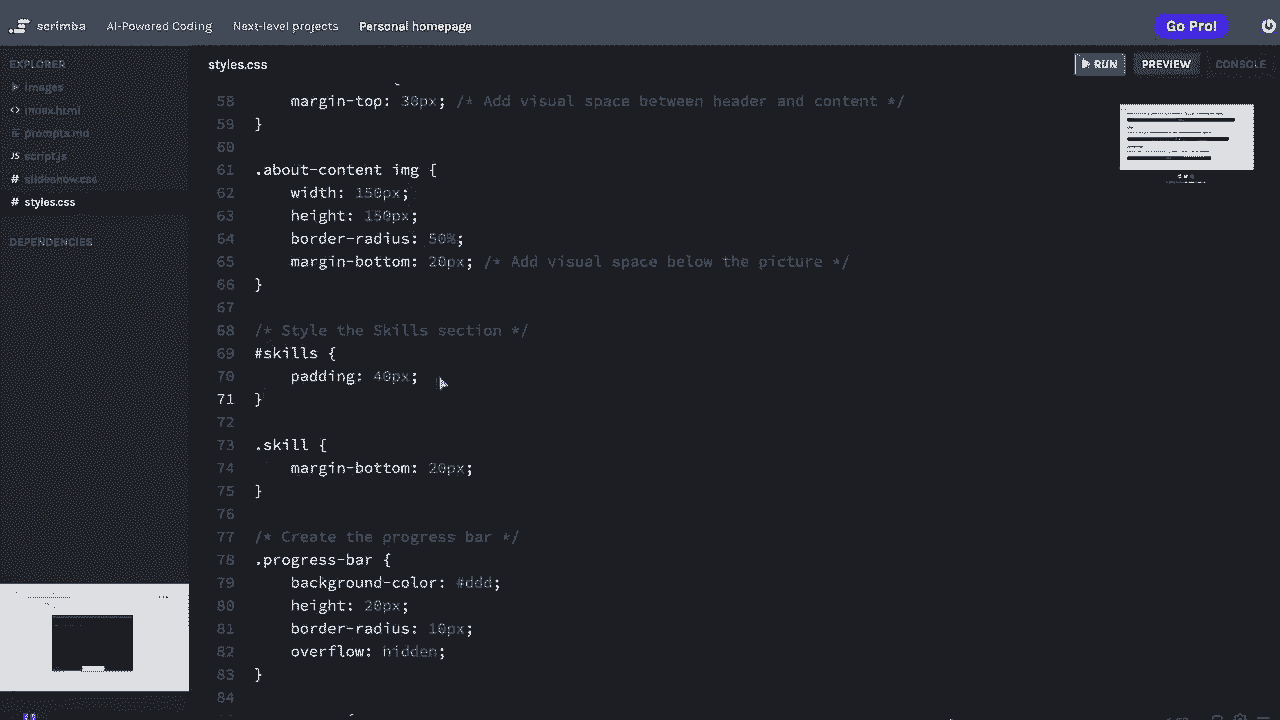 scrimba AI-Powered Coding Next-level projects Personal homepage Go Pro!
EXPLORER
images
index.html
prompts.md
script.js
slideshow.css
styles.css
DEPENDENCIES
styles.css RUN PREVIEW CONSOLE
58 margin-top: 30px; /* Add visual space between header and content */
59 }
60
61 .about-content img {
62 width: 150px;
63 height: 150px;
64 border-radius: 50%;
65 margin-bottom: 20px; /* Add visual space below the picture */
66 }
67
68 /* Style the Skills section */
69 #skills {
70 padding: 40px;
71 }
72
73 .skill {
74 margin-bottom: 20px;
75 }
76
77 /* Create the progress bar */
78 .progress-bar {
79 background-color: #ddd;
80 height: 20px;
81 border-radius: 10px;
82 overflow: hidden;
83 }
84